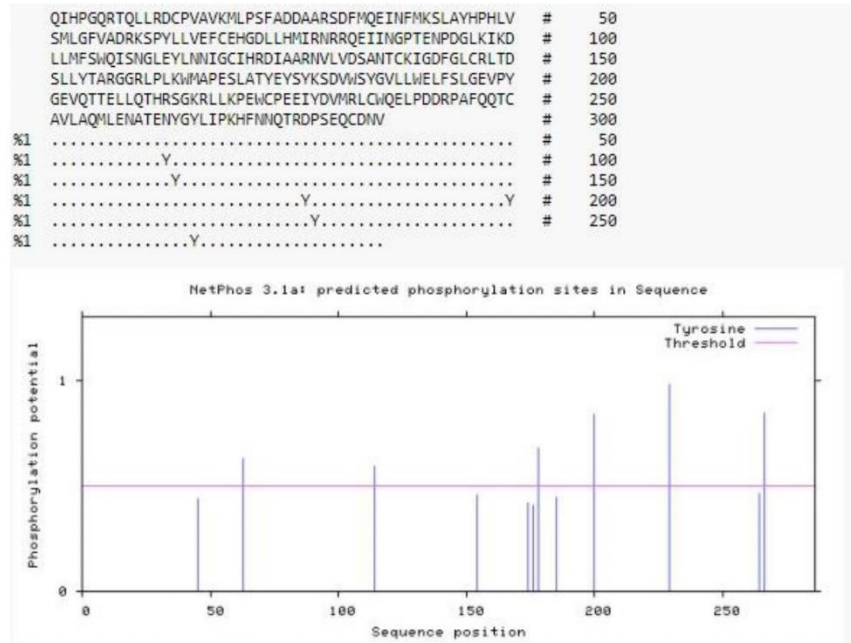 QIHPGQRTQLLRDCPVAVKMLPSFADDAARSDFMQEINFMKSLAYHPHLV # 50
SMLGFVADRKSPYLLVEFCEHGDLLHMIRNRRQEIINGPTENPDGLKIKD # 100
LLMFSWQISNGLEYLNNIGCIHRDIAARNVLVDSANTCKIGDFGLCRLTD # 150
SLLYTARGGRLPLKWMAPESLATYEYSYKSDVWSYGVLLWELFSLGEVPY # 200
GEVQTTELLQTHRSGKRLLKPEWCPEEIYDVMRLCWQELPDDRPAFQQTC # 250
AVLAQMLENATENYGYLIPKHFNNQTRDPSEQCDNV # 300
%1 .................................................. # 50
%1 ............Y..................................... # 100
%1 .............Y.................................... # 150
%1 ...........................Y.....................Y # 200
%1 ............................Y..................... # 250
%1 ...............Y....................
NetPhos 3.1a: predicted phosphorylation sites in Sequence
Tyrosine
Threshold
Phosphorylation potential
1
0
0 50 100 150 200 250
Sequence position